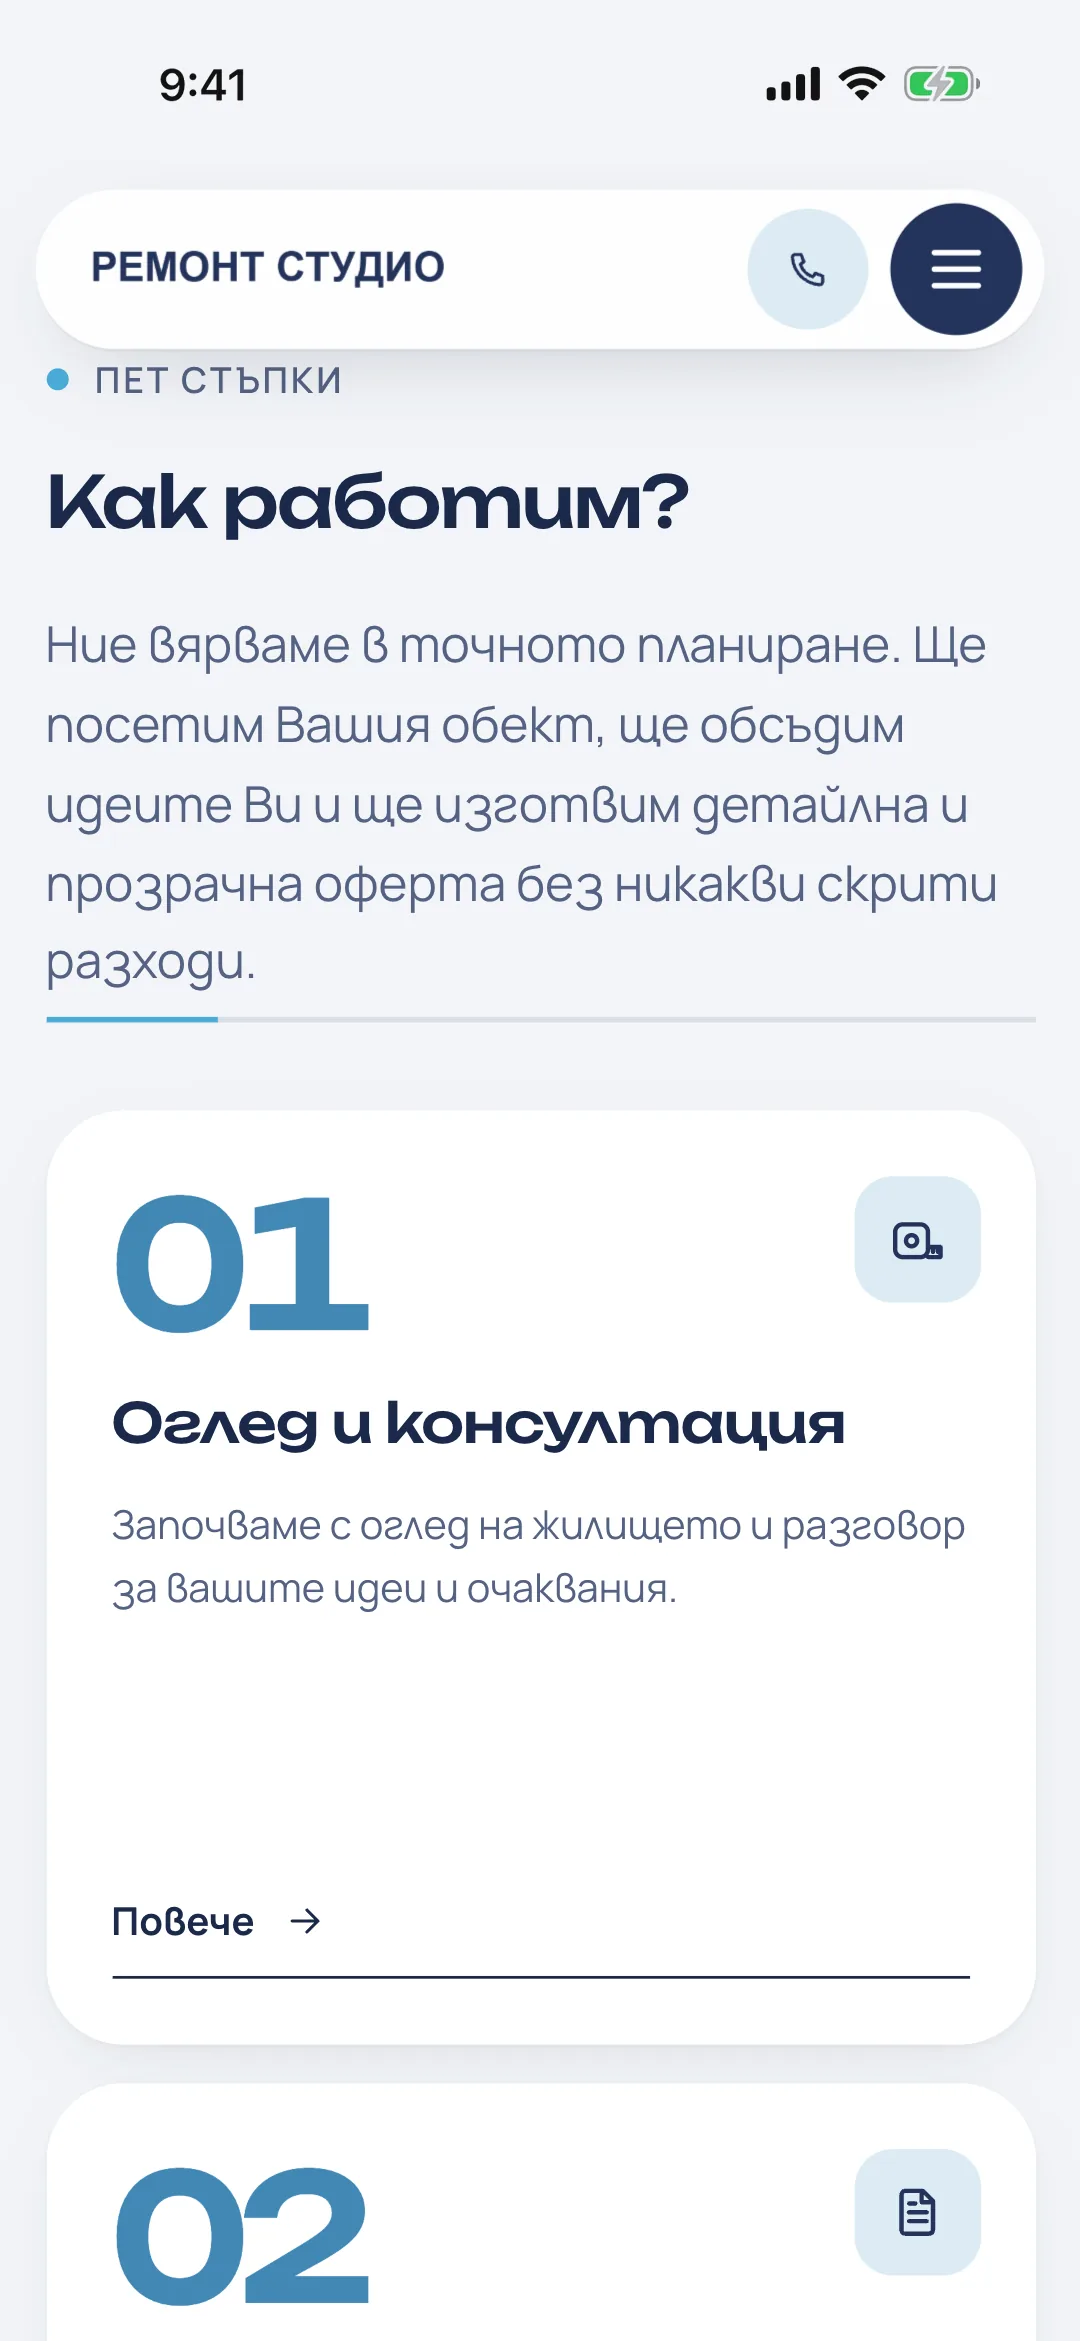 9:41
РЕМОНТ СТУДИО
ПЕТ СТЪПКИ
Как работим?
Ние вярваме в точното планиране. Ще
посетим Вашия обект, ще обсъдим
идеите Ви и ще изготвим детайлна и
прозрачна оферта без никакви скрити
разходи.
01
Оглед и консултация
Започваме с оглед на жилището и разговор
за вашите идеи и очаквания.
Повече
02